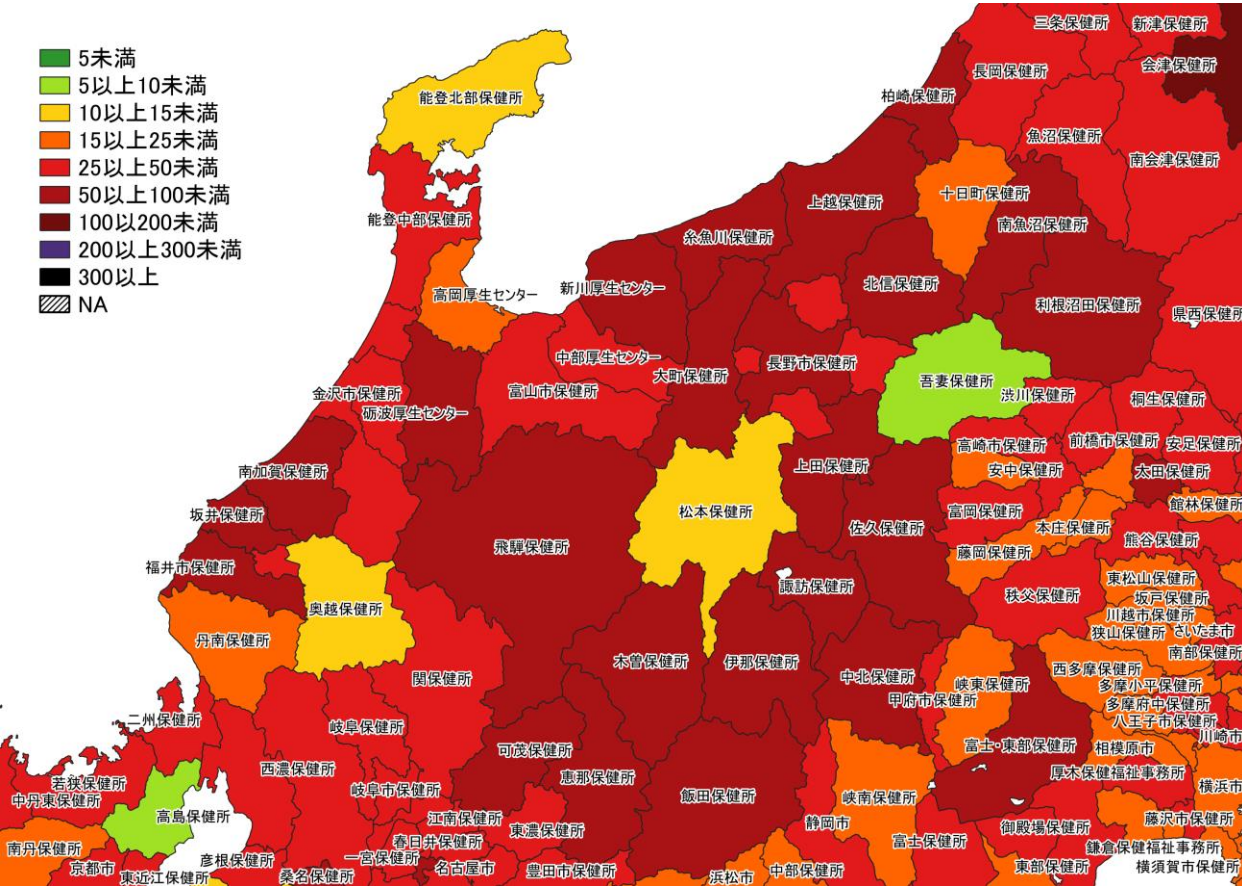 5未満
5以上10未満
10以上15未満
15以上25未満
25以上50未満
50以上100未満
100以200未満
200以上300未満
300以上
NA
三条保健所
新津保健所
会津保健所
長岡保健所
柏崎保健所
能登北部保健所
魚沼保健所
南会津保健所
十日町保健所
上越保健所
南魚沼保健所
能登中部保健所
糸魚川保健所
北信保健所
新川厚生センター
高岡厚生センター
利根沼田保健所
県西保健所
中部厚生センター
長野市保健所
大町保健所
吾妻保健所
金沢市保健所
富山市保健所
渋川保健所
桐生保健所
砺波厚生センター
高崎市保健所
前橋市保健所
安足保健所
南加賀保健所
上田保健所
安中保健所
太田保健所
館林保健所
坂井保健所
松本保健所
富岡保健所
佐久保健所
本庄保健所
熊谷保健所
飛騨保健所
藤岡保健所
福井市保健所
東松山保健所
諏訪保健所
秩父保健所
坂戸保健所
奥越保健所
川越市保健所
狭山保健所
さいたま市
丹南保健所
南部保健所
木曽保健所
伊那保健所
西多摩保健所
関保健所
中北保健所
峡東保健所
多摩小平保健所
甲府市保健所
多摩府中保健所
二州保健所
岐阜保健所
八王子市保健所
川崎市
可茂保健所
富士・東部保健所
相模原市
西濃保健所
恵那保健所
厚木保健福祉事務所
若狭保健所
岐阜市保健所
飯田保健所
峡南保健所
横浜市
中丹東保健所
高島保健所
江南保健所
東濃保健所
静岡市
御殿場保健所
藤沢市保健所
南丹保健所
春日井保健所
富士保健所
鎌倉保健福祉事務所
彦根保健所
一宮保健所
京都市
名古屋市
豊田市保健所
中部保健所
東部保健所
横須賀市保健所
東近江保健所
桑名保健所
浜松市